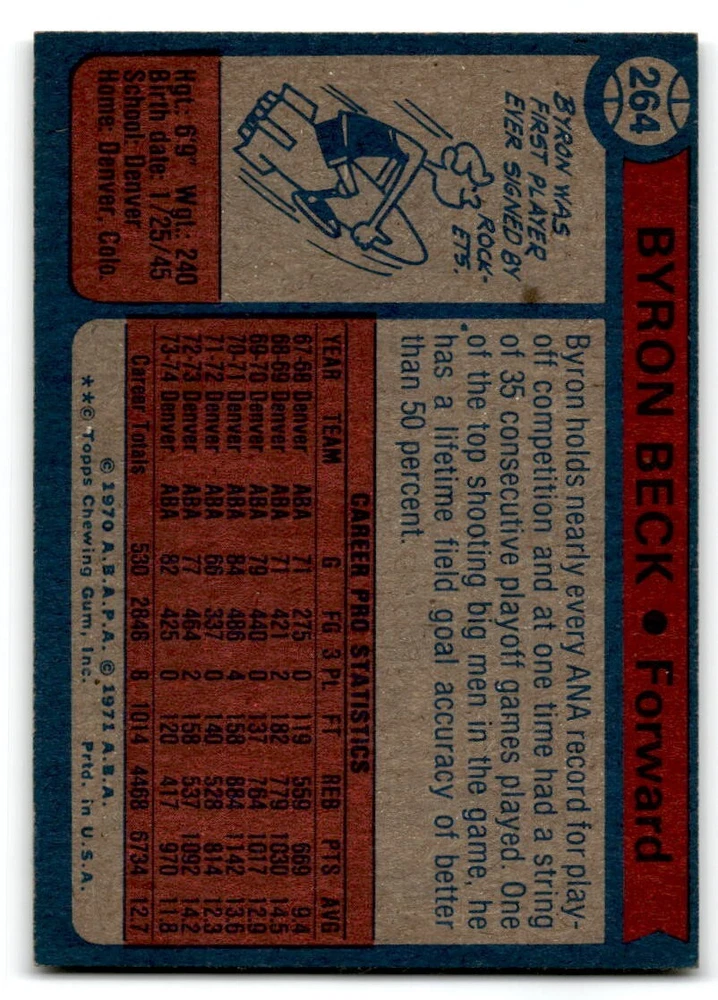 264
BYRON BECK • Forward
BYRON WAS
FIRST PLAYER
EVER SIGNED BY
ROCK-
ETS.
Hgt: 6'9" Wgt: 240
Birth date: 1/25/45
School: Denver
Home: Denver, Colo.
Byron holds nearly every ANA record for play-
off competition and at one time had a string
of 35 consecutive playoff games played. One
of the top shooting big men in the game, he
has a lifetime field goal accuracy of better
than 50 percent.
CAREER PRO STATISTICS
YEAR TEAM G FG 3 PL FT REB PTS AVG
67-68 Denver ABA 71 275 0 119 559 669 9.4
68-69 Denver ABA 71 421 2 182 779 1030 14.5
69-70 Denver ABA 79 440 0 137 764 1017 12.9
70-71 Denver ABA 84 486 4 158 884 1142 13.6
71-72 Denver ABA 66 337 0 140 528 814 12.3
72-73 Denver ABA 77 464 2 158 537 1092 14.2
73-74 Denver ABA 82 425 0 120 417 970 11.8
Career Totals 530 2846 8 1014 4468 6734 12.7
© 1970 A.B.A.P.A. © 1971 A.B.A.
**© Topps Chewing Gum, Inc. Prtd. in U.S.A.